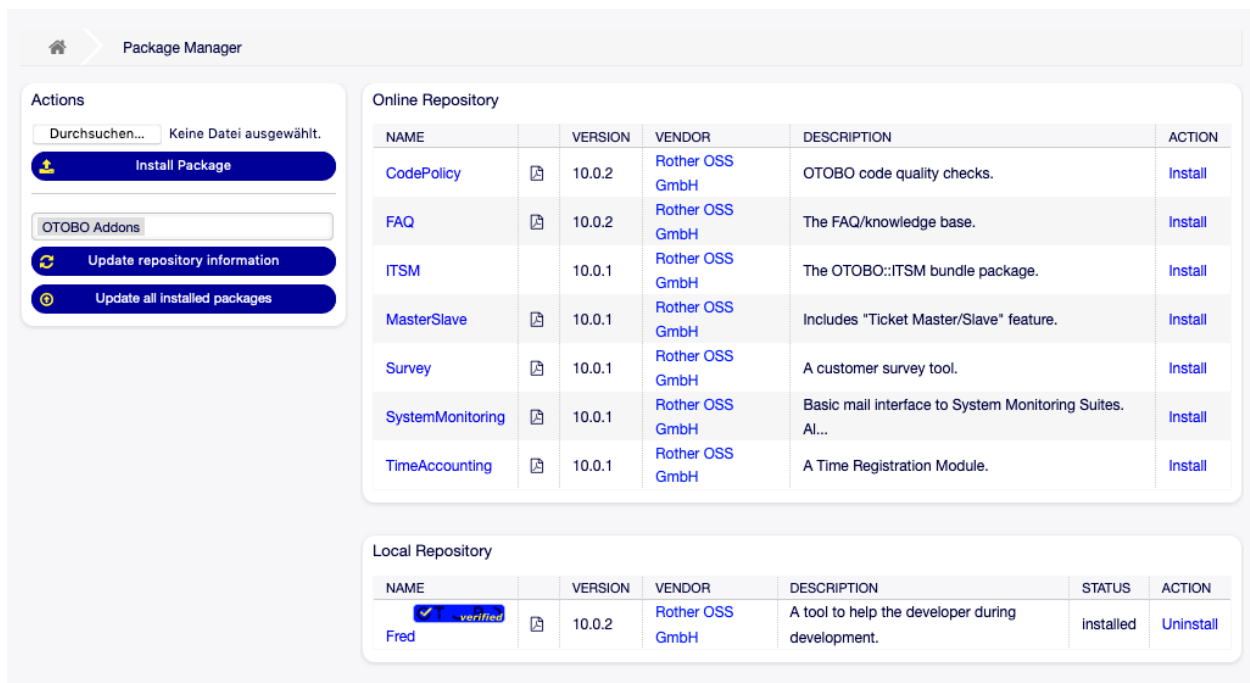 Package Manager
Actions
Durchsuchen... Keine Datei ausgewählt.
Install Package
OTOBO Addons
Update repository information
Update all installed packages
Online Repository
NAME VERSION VENDOR DESCRIPTION ACTION
CodePolicy 10.0.2 Rother OSS GmbH OTOBO code quality checks. Install
FAQ 10.0.2 Rother OSS GmbH The FAQ/knowledge base. Install
ITSM 10.0.1 Rother OSS GmbH The OTOBO::ITSM bundle package. Install
MasterSlave 10.0.1 Rother OSS GmbH Includes "Ticket Master/Slave" feature. Install
Survey 10.0.1 Rother OSS GmbH A customer survey tool. Install
SystemMonitoring 10.0.1 Rother OSS GmbH Basic mail interface to System Monitoring Suites. Al... Install
TimeAccounting 10.0.1 Rother OSS GmbH A Time Registration Module. Install
Local Repository
NAME VERSION VENDOR DESCRIPTION STATUS ACTION
verified
Fred 10.0.2 Rother OSS GmbH A tool to help the developer during development. installed Uninstall